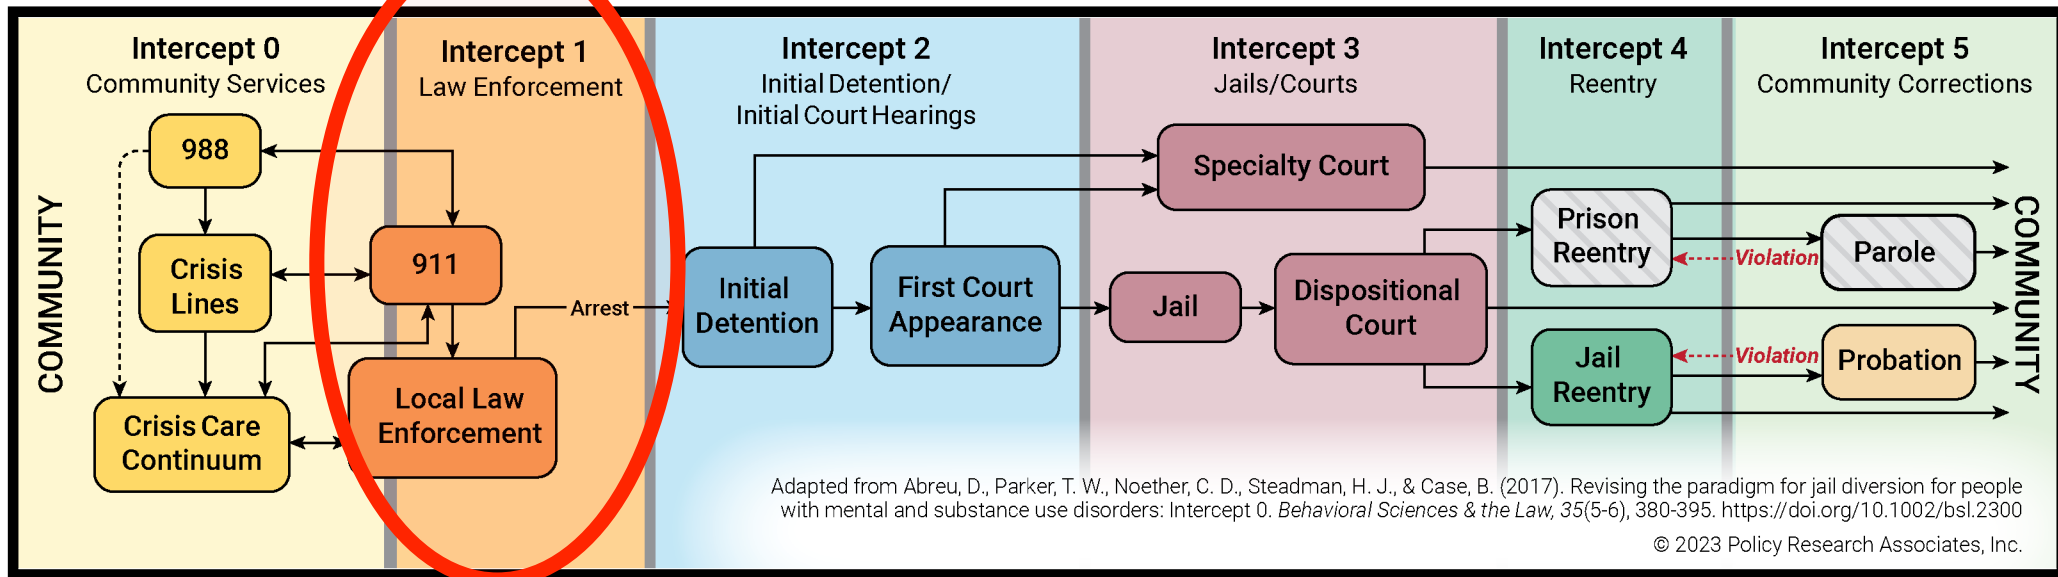 Intercept 0
Community Services
Intercept 1
Law Enforcement
Intercept 2
Initial Detention/
Initial Court Hearings
Intercept 3
Jails/Courts
Intercept 4
Reentry
Intercept 5
Community Corrections
COMMUNITY
988
Crisis
Lines
Crisis Care
Continuum
911
Local Law
Enforcement
Arrest
Initial
Detention
First Court
Appearance
Specialty Court
Jail
Dispositional
Court
Prison
Reentry
Violation
Parole
Jail
Reentry
Violation
Probation
COMMUNITY
Adapted from Abreu, D., Parker, T. W., Noether, C. D., Steadman, H. J., & Case, B. (2017). Revising the paradigm for jail diversion for people
with mental and substance use disorders: Intercept 0. Behavioral Sciences & the Law, 35(5-6), 380-395. https://doi.org/10.1002/bsl.2300
© 2023 Policy Research Associates, Inc.